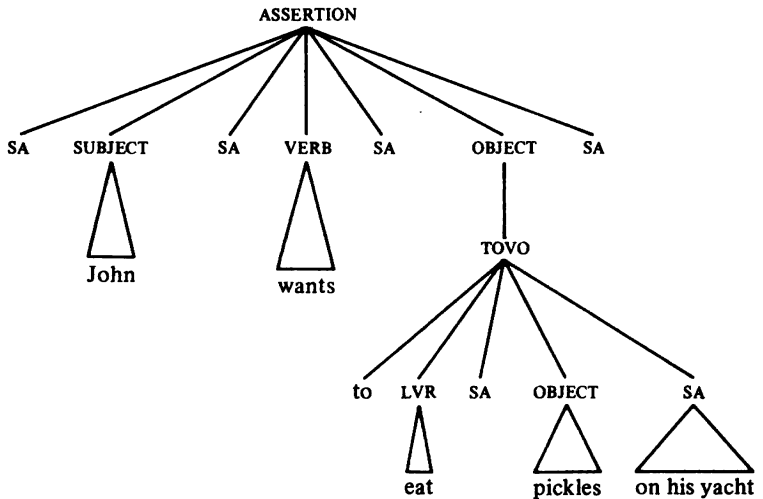 ASSERTION
SA SUBJECT SA VERB SA OBJECT SA
John
wants
TOVO
to LVR SA OBJECT SA
eat pickles on his yacht